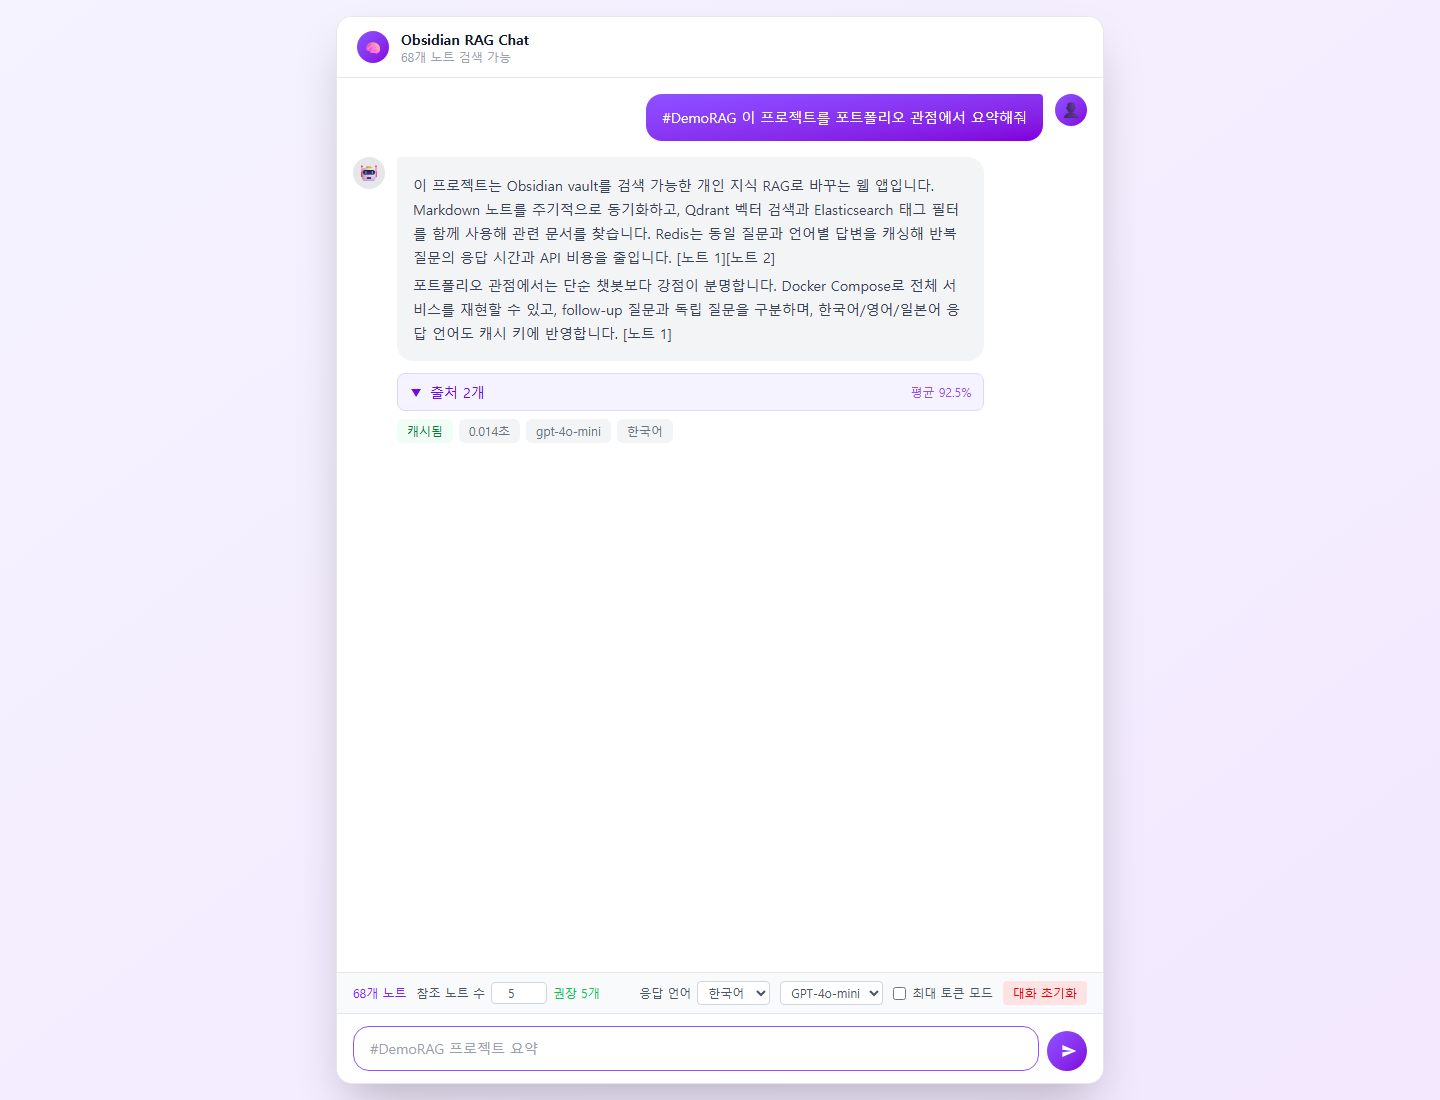 Obsidian RAG Chat
68개 노트 검색 가능
#DemoRAG 이 프로젝트를 포트폴리오 관점에서 요약해줘
이 프로젝트는 Obsidian vault를 검색 가능한 개인 지식 RAG로 바꾸는 웹 앱입니다.
Markdown 노트를 주기적으로 동기화하고, Qdrant 벡터 검색과 Elasticsearch 태그 필터
를 함께 사용해 관련 문서를 찾습니다. Redis는 동일 질문과 언어별 답변을 캐싱해 반복
질문의 응답 시간과 API 비용을 줄입니다. [노트 1][노트 2]
포트폴리오 관점에서는 단순 챗봇보다 강점이 분명합니다. Docker Compose로 전체 서
비스를 재현할 수 있고, follow-up 질문과 독립 질문을 구분하며, 한국어/영어/일본어 응
답 언어도 캐시 키에 반영합니다. [노트 1]
▼ 출처 2개 평균 92.5%
캐시됨 0.014초 gpt-4o-mini 한국어
68개 노트 참조 노트 수 5 권장 5개 응답 언어 한국어 GPT-4o-mini 최대 토큰 모드 대화 초기화
#DemoRAG 프로젝트 요약